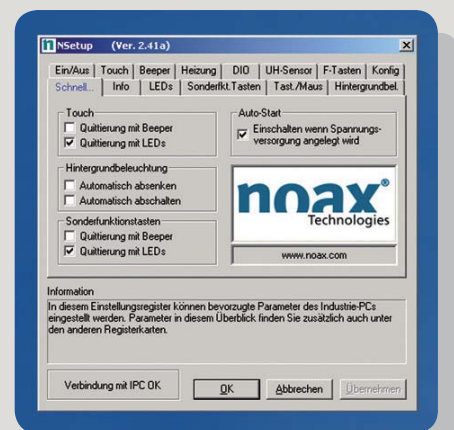 NSetup (Ver. 2.41a)
Ein/Aus Touch Beeper Heizung DIO UH-Sensor F-Tasten Konfig
Schnell... Info LEDs Sonderfkt.Tasten Tast./Maus Hintergrundbel.
Touch
Quittierung mit Beeper
Quittierung mit LEDs
Auto-Start
Einschalten wenn Spannungs-
versorgung angelegt wird
Hintergrundbeleuchtung
Automatisch absenken
Automatisch abschalten
Sonderfunktionstasten
Quittierung mit Beeper
Quittierung mit LEDs
noax®
Technologies
www.noax.com
Information
In diesem Einstellungsregister können bevorzugte Parameter des Industrie-PCs
eingestellt werden. Parameter in diesem Überblick finden Sie zusätzlich auch unter
den anderen Registerkarten.
Verbindung mit IPC OK
OK
Abbrechen
Übernehmen